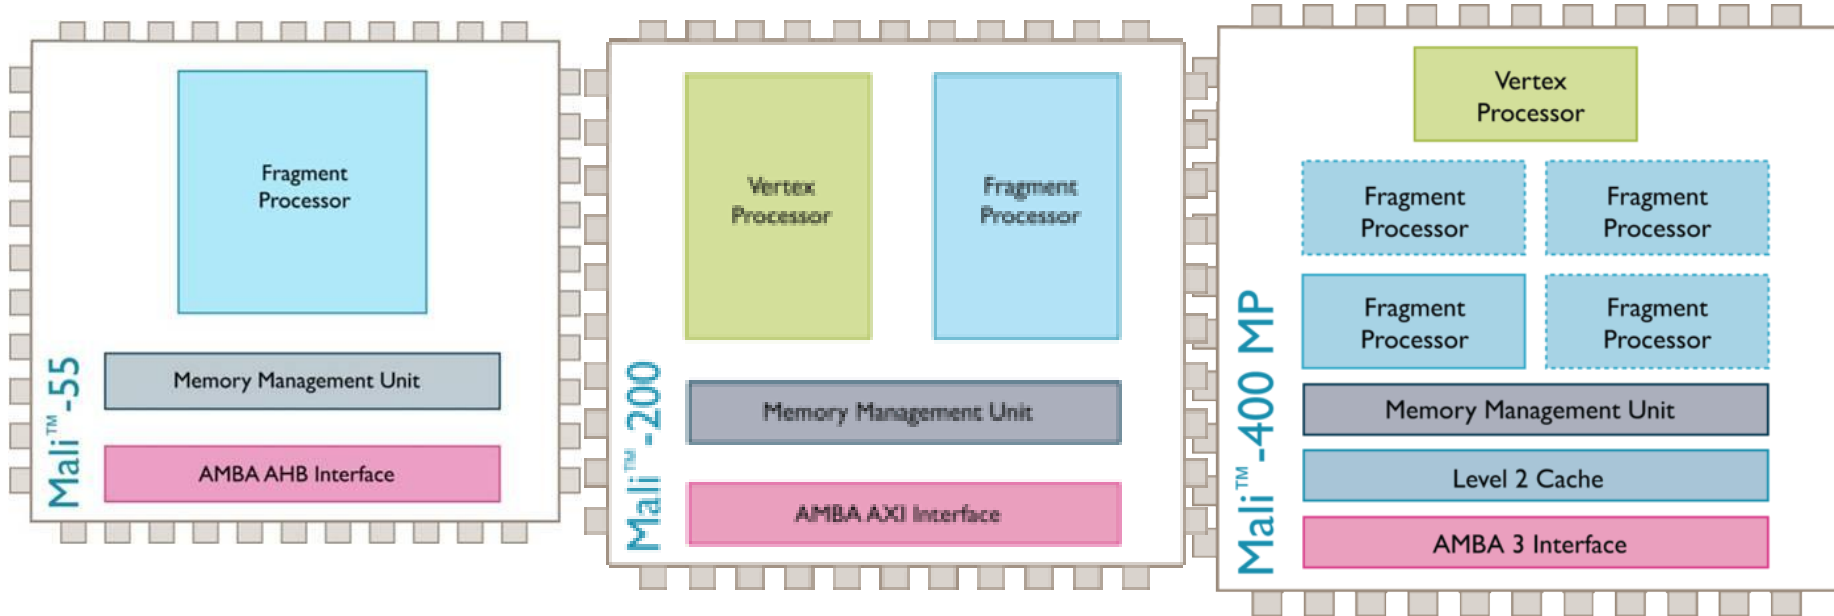 Fragment
Processor
Memory Management Unit
AMBA AHB Interface
Mali™-55
Vertex
Processor
Fragment
Processor
Memory Management Unit
AMBA AXI Interface
Mali™-200
Vertex
Processor
Fragment
Processor
Fragment
Processor
Fragment
Processor
Fragment
Processor
Memory Management Unit
Level 2 Cache
AMBA 3 Interface
Mali™-400 MP